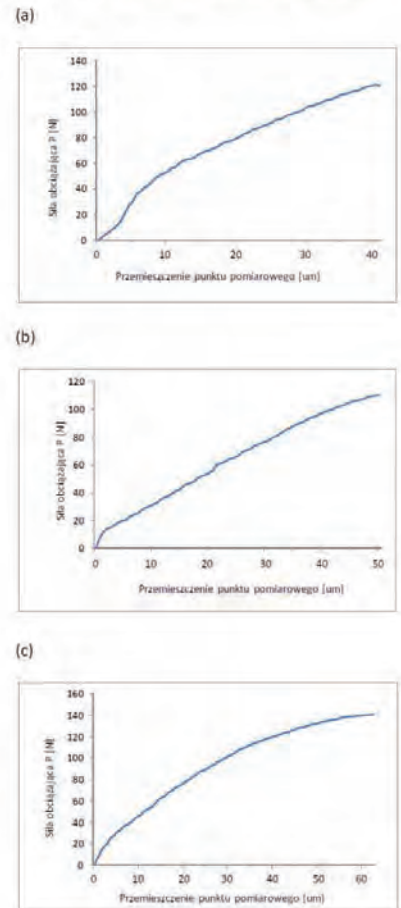 (a)
Siła obciążająca P [N]
140
120
100
80
60
40
20
0
0 10 20 30 40
Przemieszczenie punktu pomiarowego [um]
(b)
Siła obciążająca P [N]
120
100
80
60
40
20
0
0 10 20 30 40 50
Przemieszczenie punktu pomiarowego [um]
(c)
Siła obciążająca P [N]
160
140
120
100
80
60
40
20
0
0 10 20 30 40 50 60
Przemieszczenie punktu pomiarowego [um]